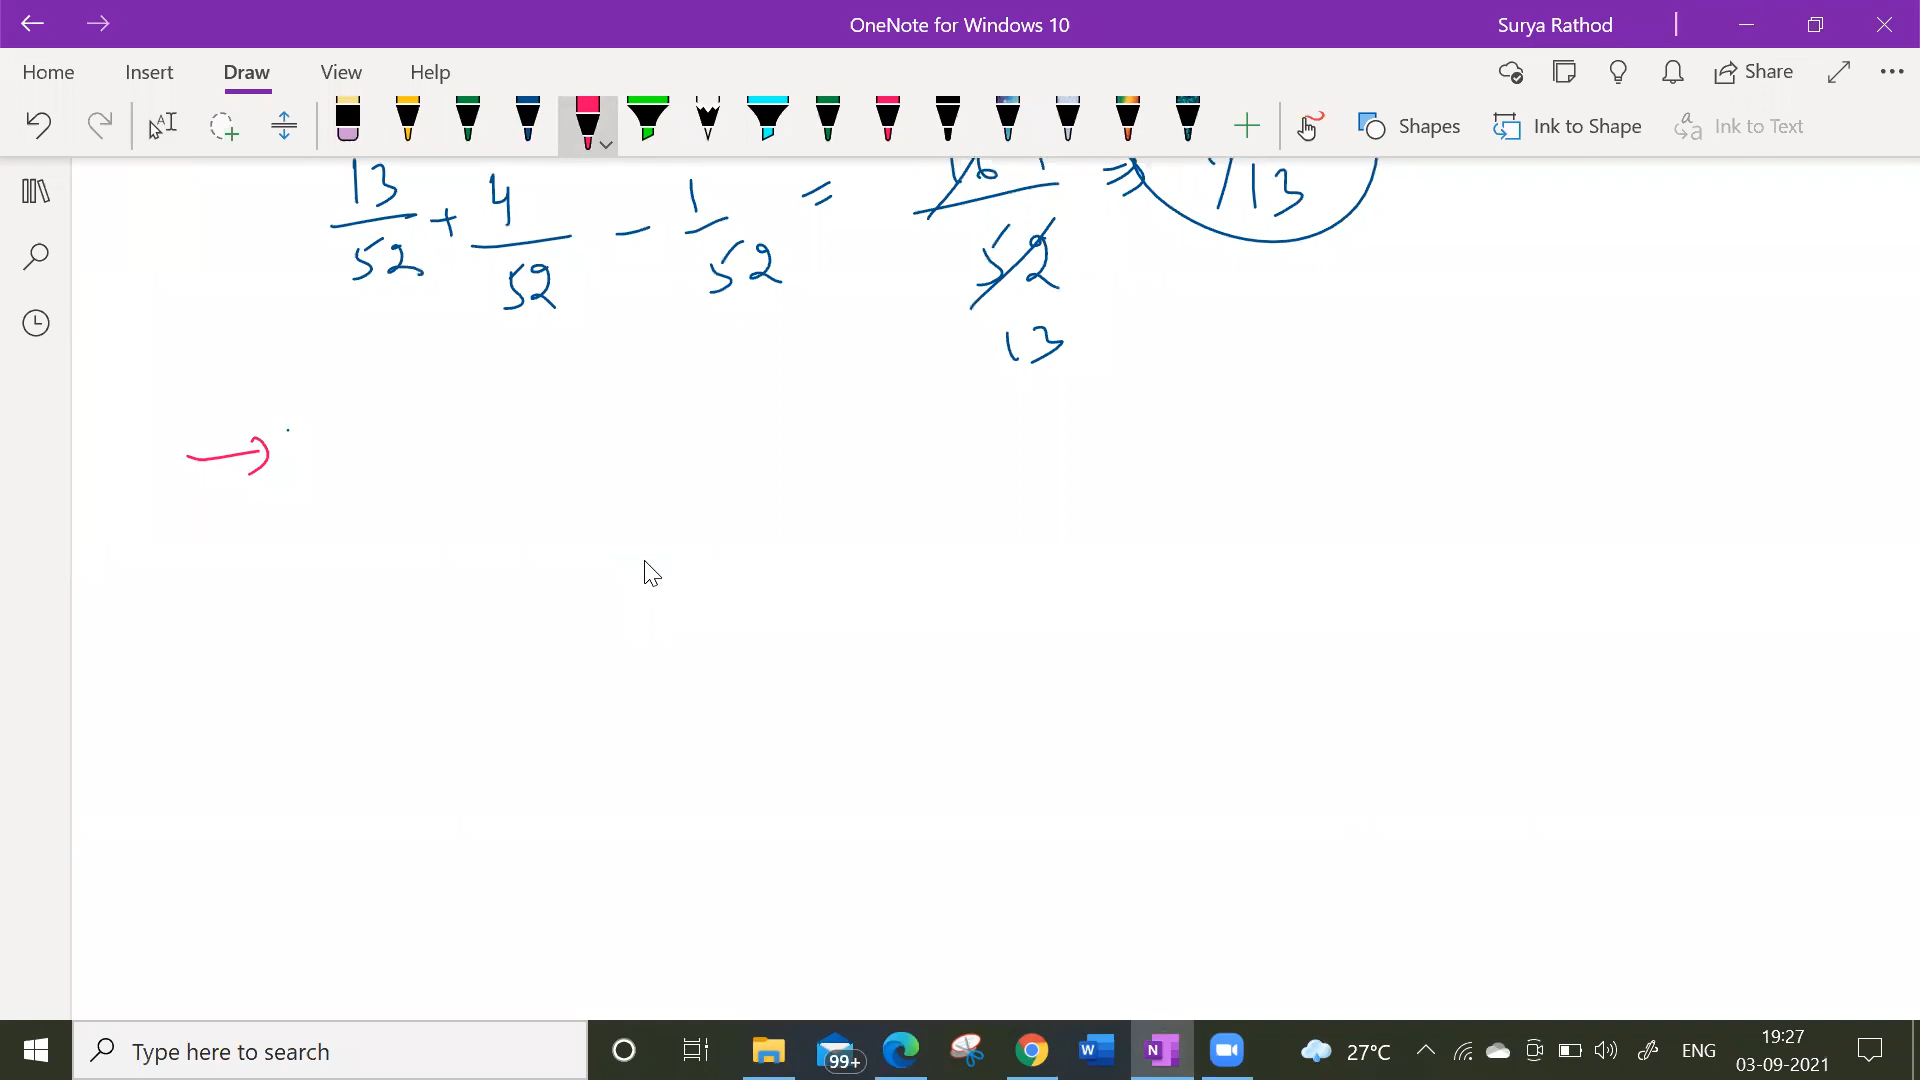 OneNote for Windows 10
Surya Rathod
Home Insert Draw View Help
Share
Shapes Ink to Shape Ink to Text
13/52 + 4/52 - 1/52 = 16/52 ⇒ /13
13
→
Type here to search
99+
27°C
ENG
19:27
03-09-2021